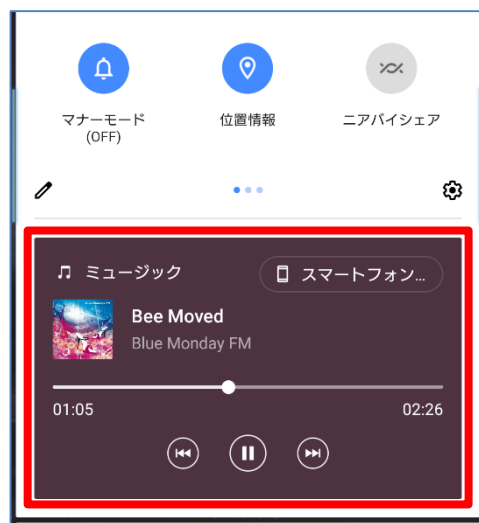 マナーモード
(OFF)
位置情報
ニアバイシェア
ミュージック
スマートフォン...
Bee Moved
Blue Monday FM
01:05
02:26